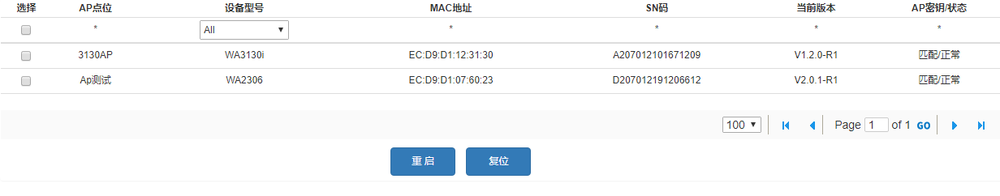 选择 AP点位 设备型号 MAC地址 SN码 当前版本 AP密钥/状态
* All * * * *
3130AP WA3130i EC:D9:D1:12:31:30 A207012101671209 V1.2.0-R1 匹配/正常
Ap测试 WA2306 EC:D9:D1:07:60:23 D207012191206612 V2.0.1-R1 匹配/正常
100 Page 1 of 1 GO
重启 复位